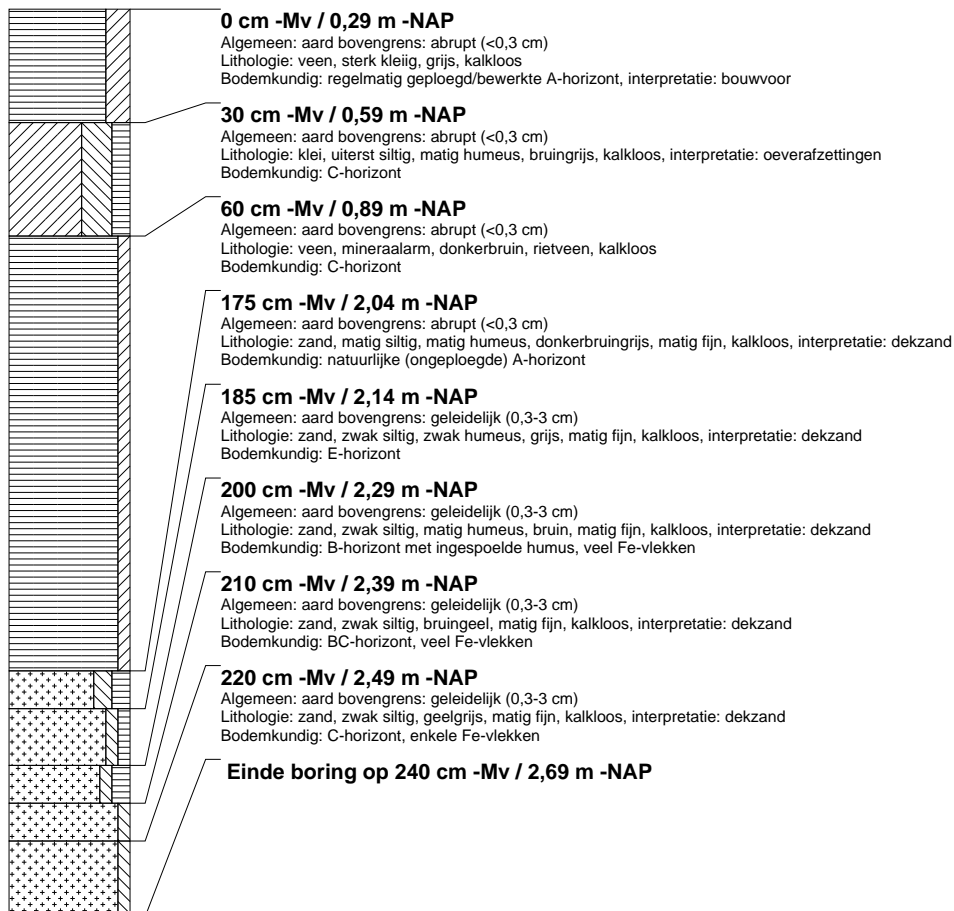 0 cm -Mv / 0,29 m -NAP
Algemeen: aard bovengrens: abrupt (<0,3 cm)
Lithologie: veen, sterk kleiig, grijs, kalkloos
Bodemkundig: regelmatig geploegd/bewerkte A-horizont, interpretatie: bouwvoor
30 cm -Mv / 0,59 m -NAP
Algemeen: aard bovengrens: abrupt (<0,3 cm)
Lithologie: klei, uiterst siltig, matig humeus, bruingrijs, kalkloos, interpretatie: oeverafzettingen
Bodemkundig: C-horizont
60 cm -Mv / 0,89 m -NAP
Algemeen: aard bovengrens: abrupt (<0,3 cm)
Lithologie: veen, mineraalarm, donkerbruin, rietveen, kalkloos
Bodemkundig: C-horizont
175 cm -Mv / 2,04 m -NAP
Algemeen: aard bovengrens: abrupt (<0,3 cm)
Lithologie: zand, matig siltig, matig humeus, donkerbruingrijs, matig fijn, kalkloos, interpretatie: dekzand
Bodemkundig: natuurlijke (ongeploegde) A-horizont
185 cm -Mv / 2,14 m -NAP
Algemeen: aard bovengrens: geleidelijk (0,3-3 cm)
Lithologie: zand, zwak siltig, zwak humeus, grijs, matig fijn, kalkloos, interpretatie: dekzand
Bodemkundig: E-horizont
200 cm -Mv / 2,29 m -NAP
Algemeen: aard bovengrens: geleidelijk (0,3-3 cm)
Lithologie: zand, zwak siltig, matig humeus, bruin, matig fijn, kalkloos, interpretatie: dekzand
Bodemkundig: B-horizont met ingespoelde humus, veel Fe-vlekken
210 cm -Mv / 2,39 m -NAP
Algemeen: aard bovengrens: geleidelijk (0,3-3 cm)
Lithologie: zand, zwak siltig, bruingeel, matig fijn, kalkloos, interpretatie: dekzand
Bodemkundig: BC-horizont, veel Fe-vlekken
220 cm -Mv / 2,49 m -NAP
Algemeen: aard bovengrens: geleidelijk (0,3-3 cm)
Lithologie: zand, zwak siltig, geelgrijs, matig fijn, kalkloos, interpretatie: dekzand
Bodemkundig: C-horizont, enkele Fe-vlekken
Einde boring op 240 cm -Mv / 2,69 m -NAP